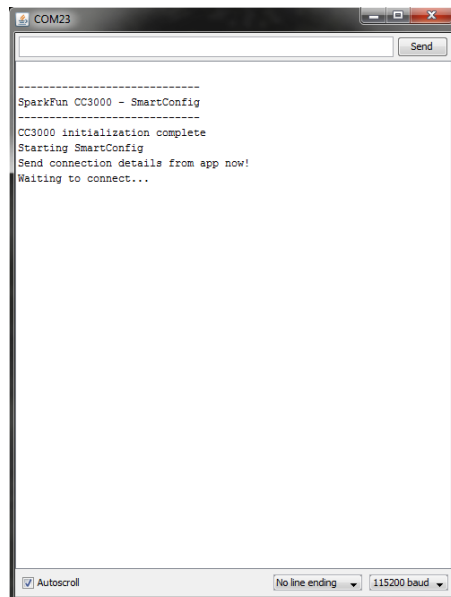 COM23
Send
----------------------------
SparkFun CC3000 - SmartConfig
----------------------------
CC3000 initialization complete
Starting SmartConfig
Send connection details from app now!
Waiting to connect...
Autoscroll
No line ending
115200 baud